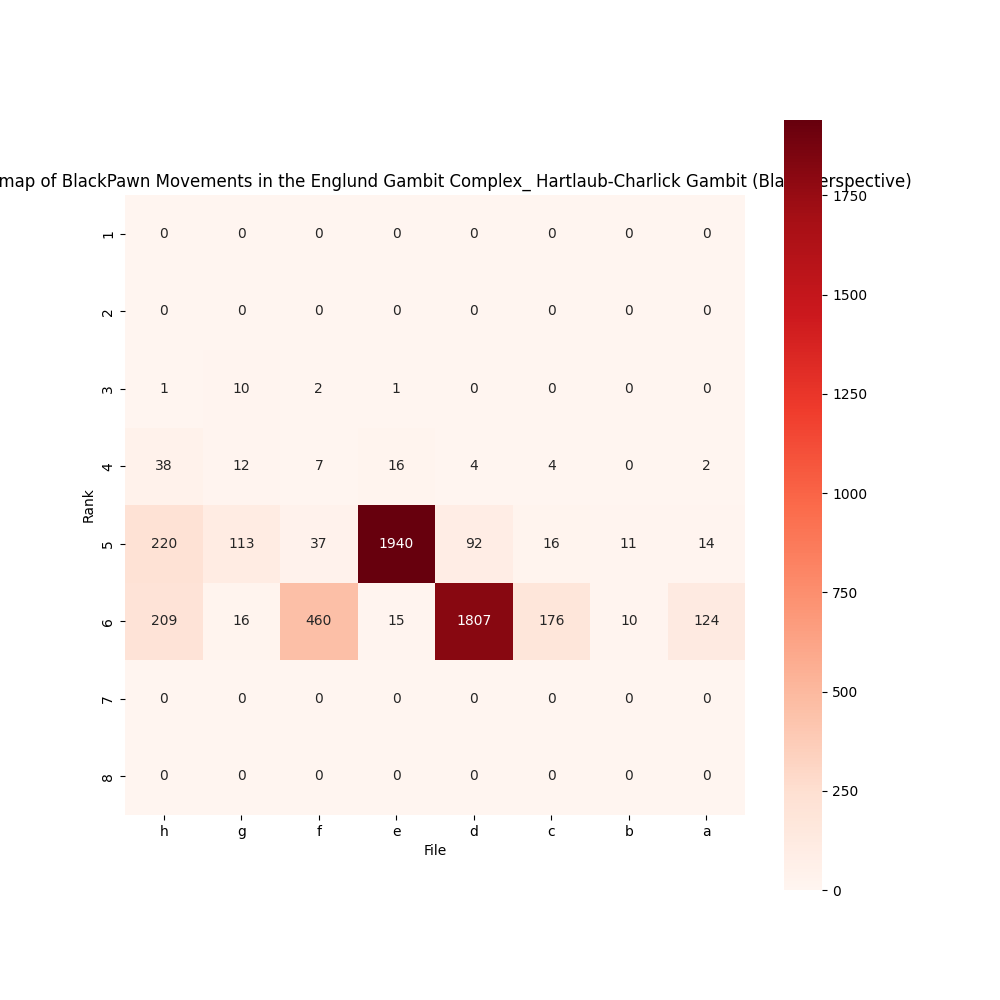 map of BlackPawn Movements in the Englund Gambit Complex_ Hartlaub-Charlick Gambit (Bla erspective)
1750
1 0 0 0 0 0 0 0 0
2 0 0 0 0 0 0 0 0
1500
3 1 10 2 1 0 0 0 0
1250
4 38 12 7 16 4 4 0 2
1000
Rank
5 220 113 37 1940 92 16 11 14
750
6 209 16 460 15 1807 176 10 124
500
7 0 0 0 0 0 0 0 0
8 0 0 0 0 0 0 0 0
250
h g f e d c b a
File
0